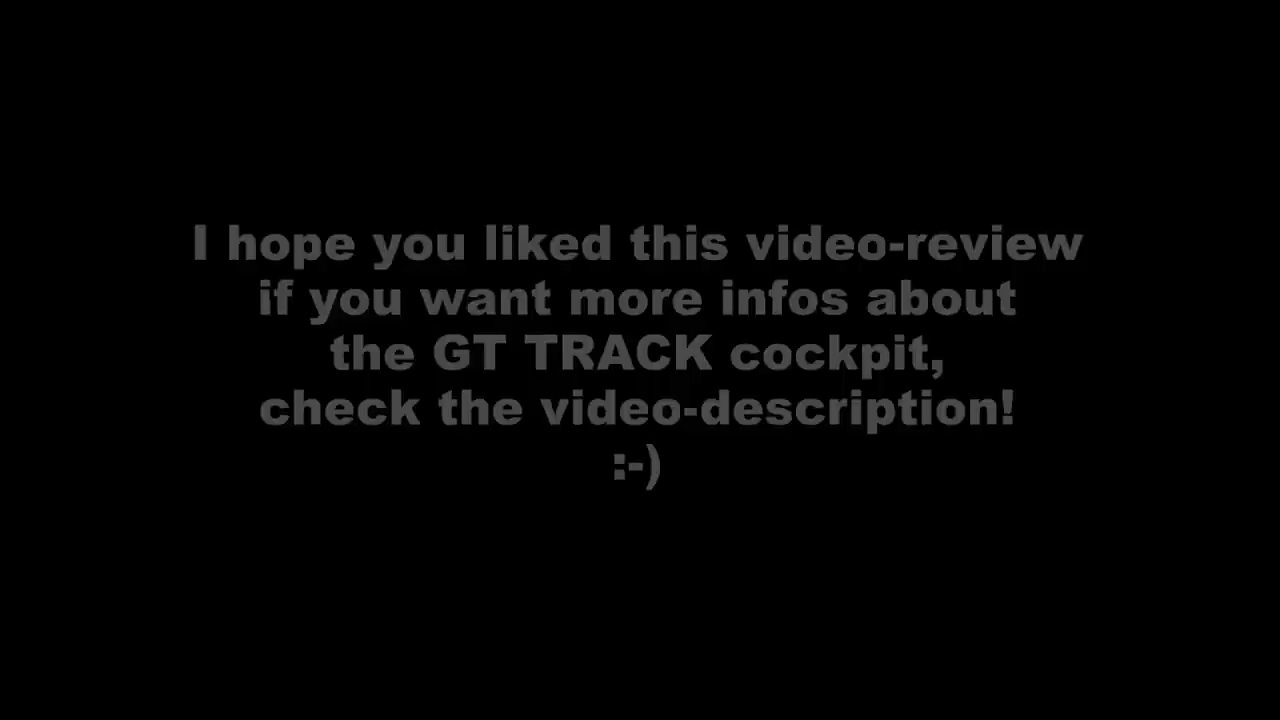 I hope you liked this video-review
if you want more infos about
the GT TRACK cockpit,
check the video-description!
:-)